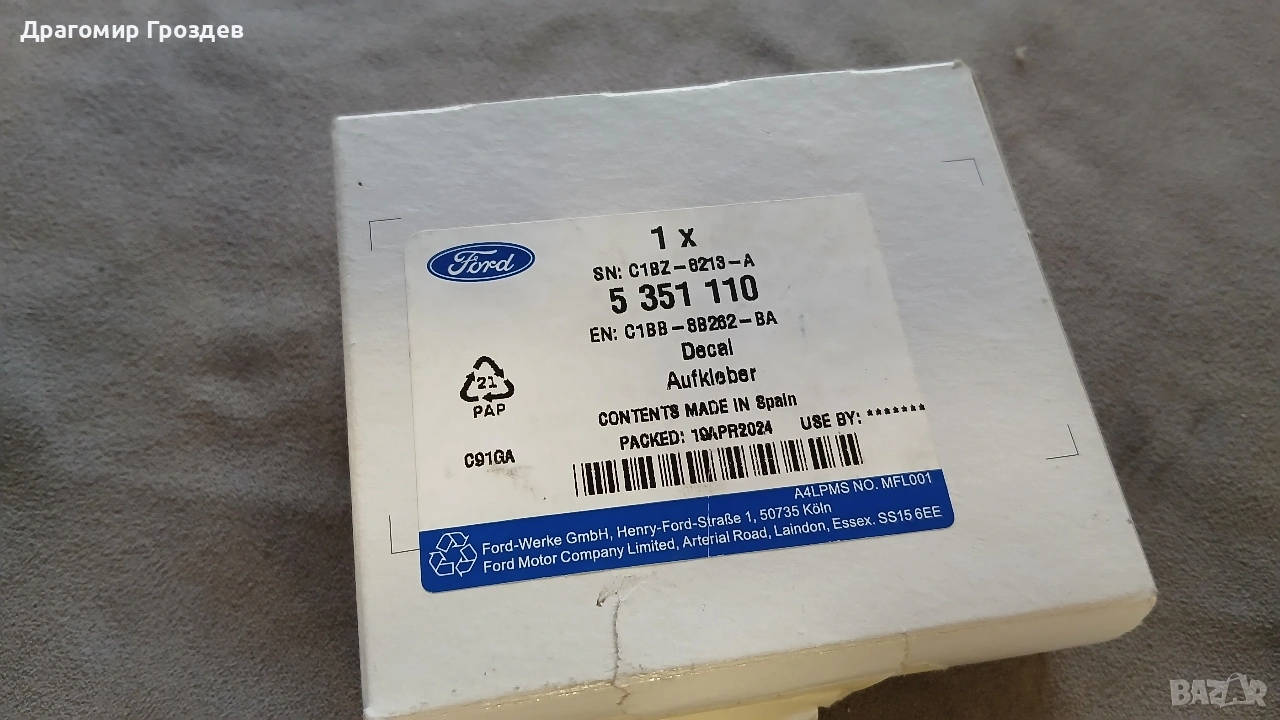 Драгомир Гроздев
Ford
1 x
SN: C1BZ-8213-A
5 351 110
EN: C1BB-8B262-BA
Decal
Aufkleber
21
PAP
CONTENTS MADE IN Spain
PACKED: 19APR2024 USE BY: *******
C91GA
A4LPMS NO. MFL001
Ford-Werke GmbH, Henry-Ford-Straße 1, 50735 Köln
Ford Motor Company Limited, Arterial Road, Laindon, Essex. SS15 6EE
BAZAR